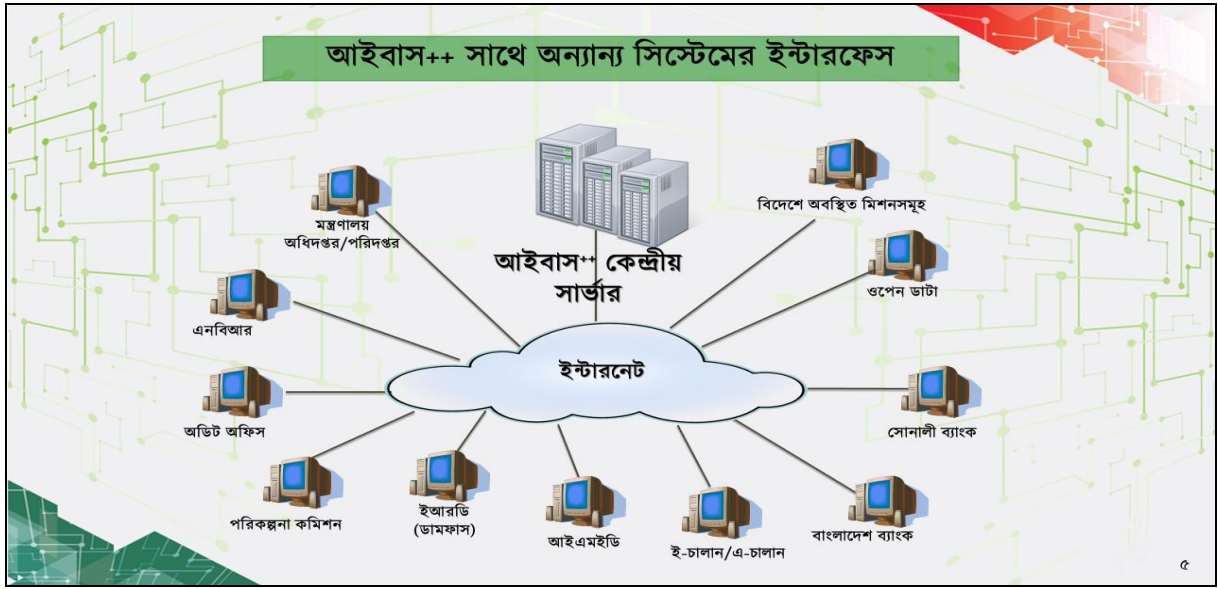 আইবাস++ সাথে অন্যান্য সিস্টেমের ইন্টারফেস
মন্ত্রণালয়
অধিদপ্তর/পরিদপ্তর
আইবাস++ কেন্দ্রীয়
সার্ভার
বিদেশে অবস্থিত মিশনসমূহ
ওপেন ডাটা
এনবিআর
ইন্টারনেট
অডিট অফিস
সোনালী ব্যাংক
পরিকল্পনা কমিশন
ইআরডি
(ডামফাস)
আইএমইডি
ই-চালান/এ-চালান
বাংলাদেশ ব্যাংক
৫